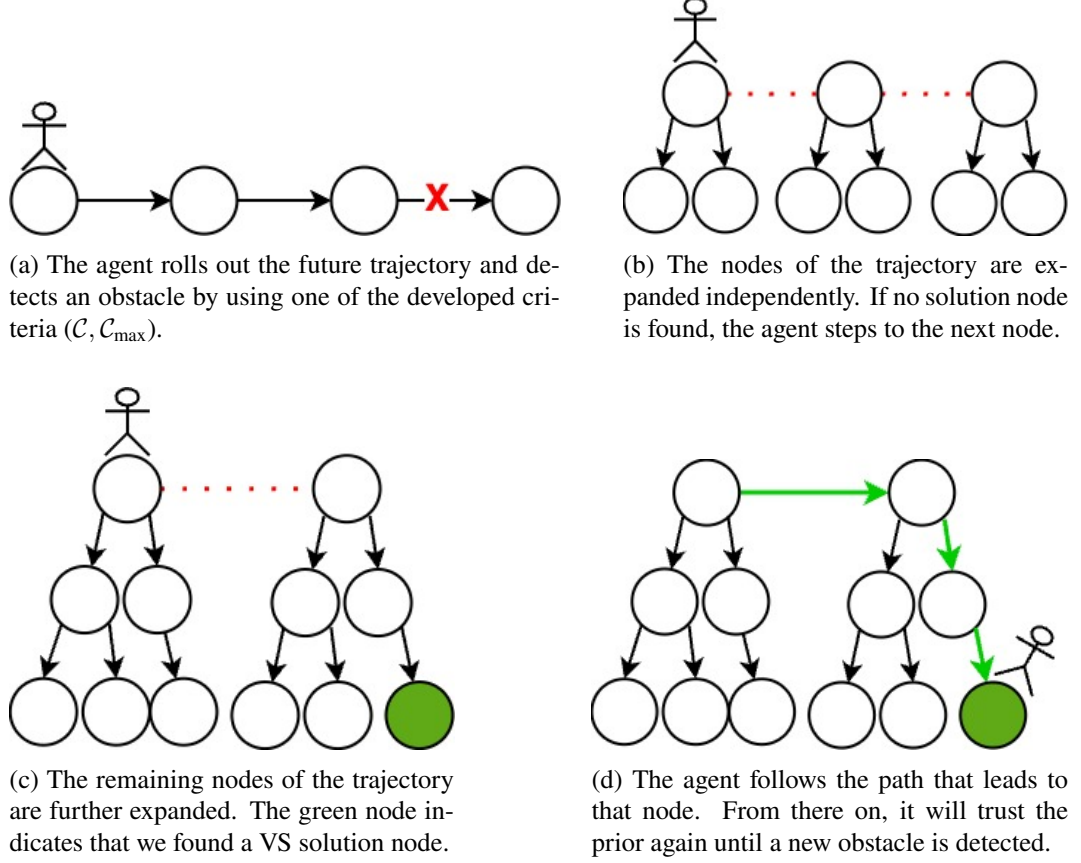 X
(a) The agent rolls out the future trajectory and de-
tects an obstacle by using one of the developed cri-
teria (𝒞, 𝒞max).
(b) The nodes of the trajectory are ex-
panded independently. If no solution node
is found, the agent steps to the next node.
(c) The remaining nodes of the trajectory
are further expanded. The green node in-
dicates that we found a VS solution node.
(d) The agent follows the path that leads to
that node. From there on, it will trust the
prior again until a new obstacle is detected.